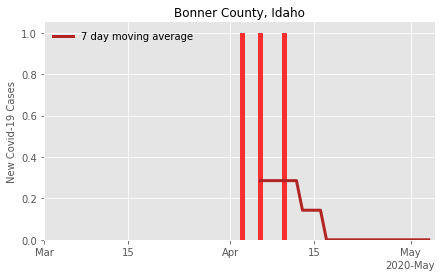 Bonner County, Idaho
7 day moving average
New Covid-19 Cases
1.0
0.8
0.6
0.4
0.2
0.0
Mar 15 Apr 15 May
2020-May